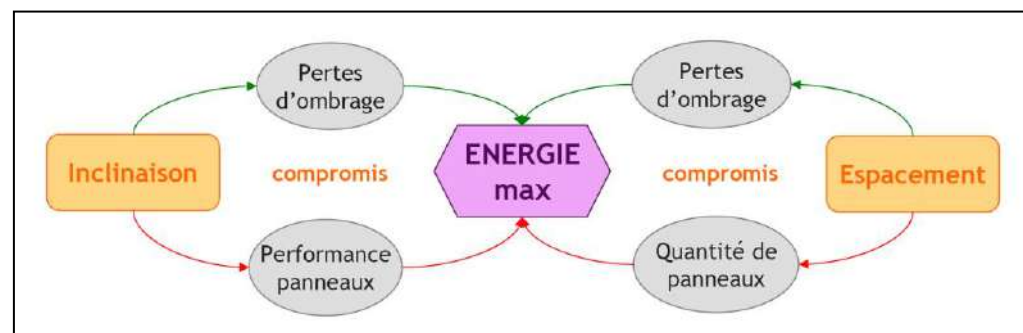 Pertes
d'ombrage
Pertes
d'ombrage
Inclinaison
compromis
ENERGIE
max
compromis
Espacement
Performance
panneaux
Quantité de
panneaux